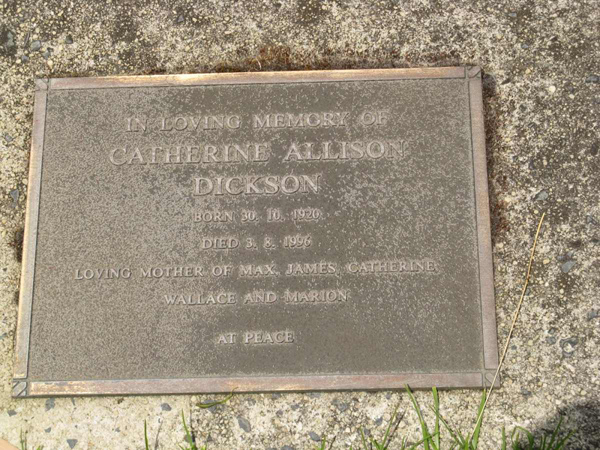 IN LOVING MEMORY OF
CATHERINE ALLISON
DICKSON
BORN 30. 10. 1920
DIED 3. 8. 1996
LOVING MOTHER OF MAX, JAMES, CATHERINE,
WALLACE AND MARION
AT PEACE